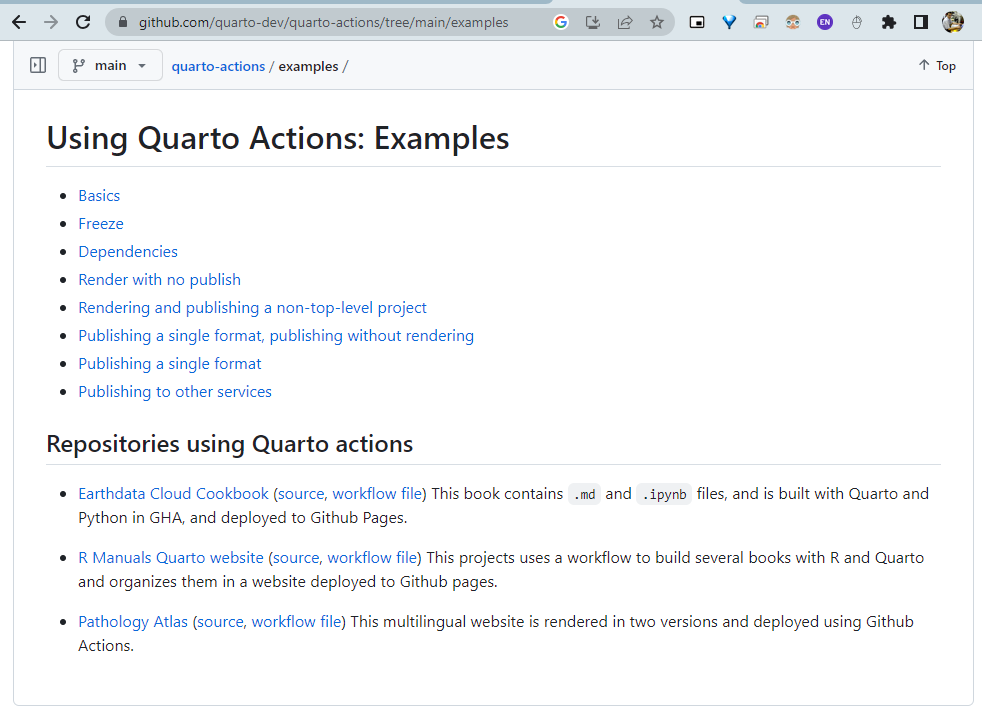 github.com/quarto-dev/quarto-actions/tree/main/examples
EN
main
quarto-actions / examples /
Top
Using Quarto Actions: Examples
Basics
Freeze
Dependencies
Render with no publish
Rendering and publishing a non-top-level project
Publishing a single format, publishing without rendering
Publishing a single format
Publishing to other services
Repositories using Quarto actions
Earthdata Cloud Cookbook (source, workflow file) This book contains .md and .ipynb files, and is built with Quarto and
Python in GHA, and deployed to Github Pages.
R Manuals Quarto website (source, workflow file) This projects uses a workflow to build several books with R and Quarto
and organizes them in a website deployed to Github pages.
Pathology Atlas (source, workflow file) This multilingual website is rendered in two versions and deployed using Github
Actions.